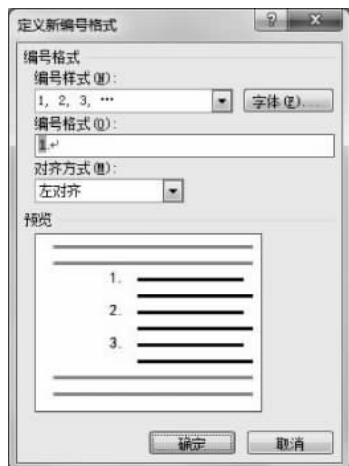 定义新编号格式
编号格式
编号样式(N):
1, 2, 3, …
字体(F)...
编号格式(O):
1.↵
对齐方式(M):
左对齐
预览
1.
2.
3.
确定
取消